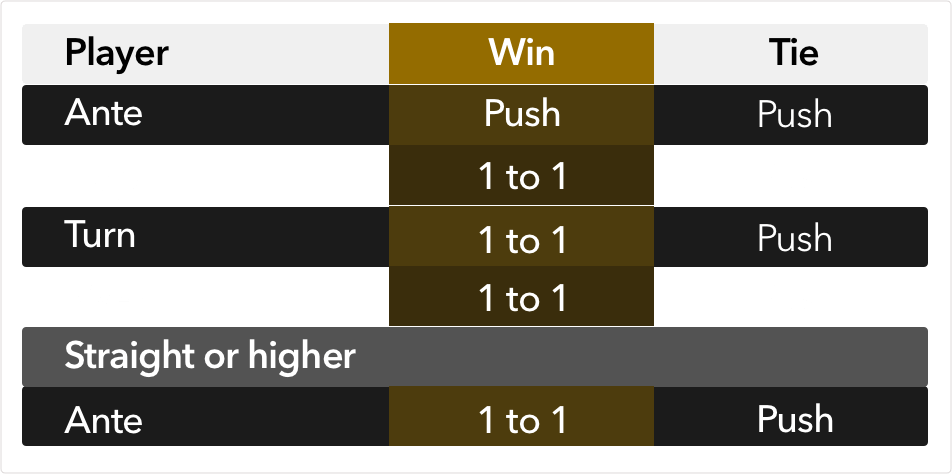 Player Win Tie
Ante Push Push
1 to 1
Turn 1 to 1 Push
1 to 1
Straight or higher
Ante 1 to 1 Push